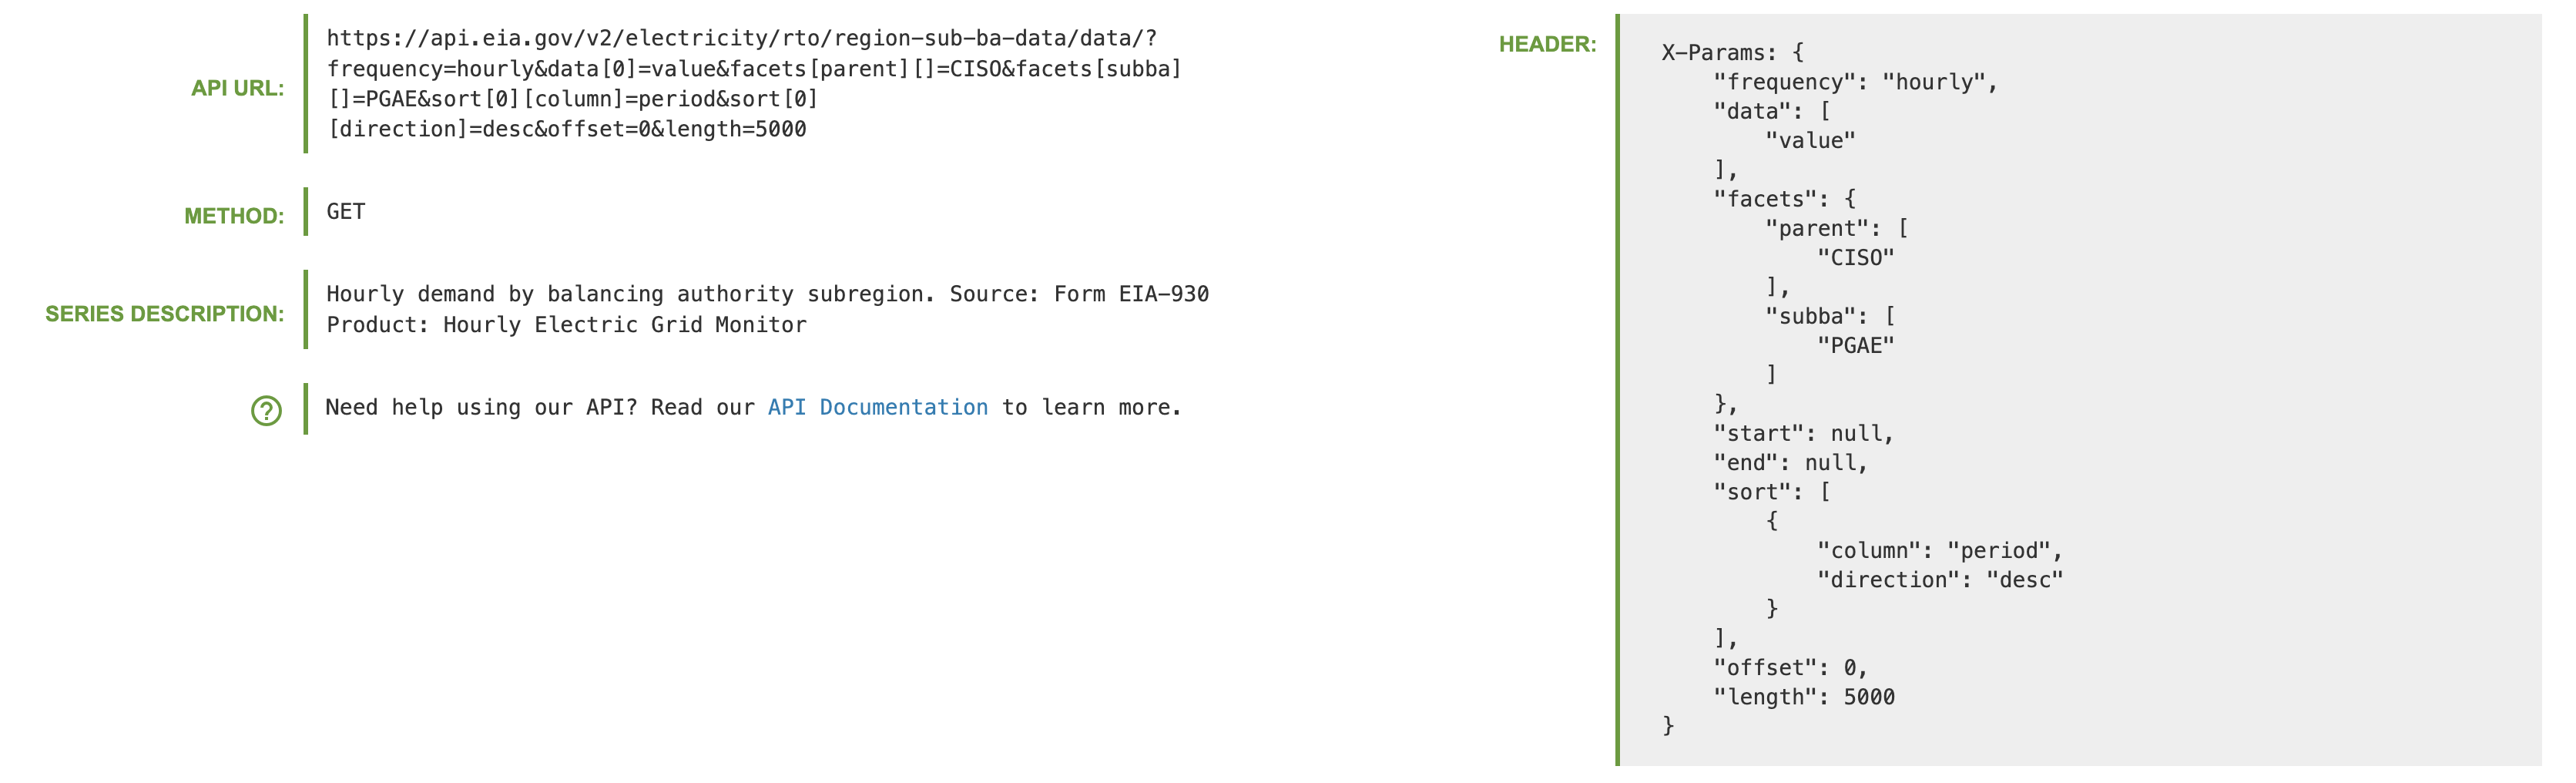 API URL:
https://api.eia.gov/v2/electricity/rto/region-sub-ba-data/data/?
frequency=hourly&data[0]=value&facets[parent][]=CISO&facets[subba]
[]=PGAE&sort[0][column]=period&sort[0]
[direction]=desc&offset=0&length=5000
METHOD:
GET
SERIES DESCRIPTION:
Hourly demand by balancing authority subregion. Source: Form EIA-930
Product: Hourly Electric Grid Monitor
?
Need help using our API? Read our API Documentation to learn more.
HEADER:
X-Params: {
    "frequency": "hourly",
    "data": [
        "value"
    ],
    "facets": {
        "parent": [
            "CISO"
        ],
        "subba": [
            "PGAE"
        ]
    },
    "start": null,
    "end": null,
    "sort": [
        {
            "column": "period",
            "direction": "desc"
        }
    ],
    "offset": 0,
    "length": 5000
}